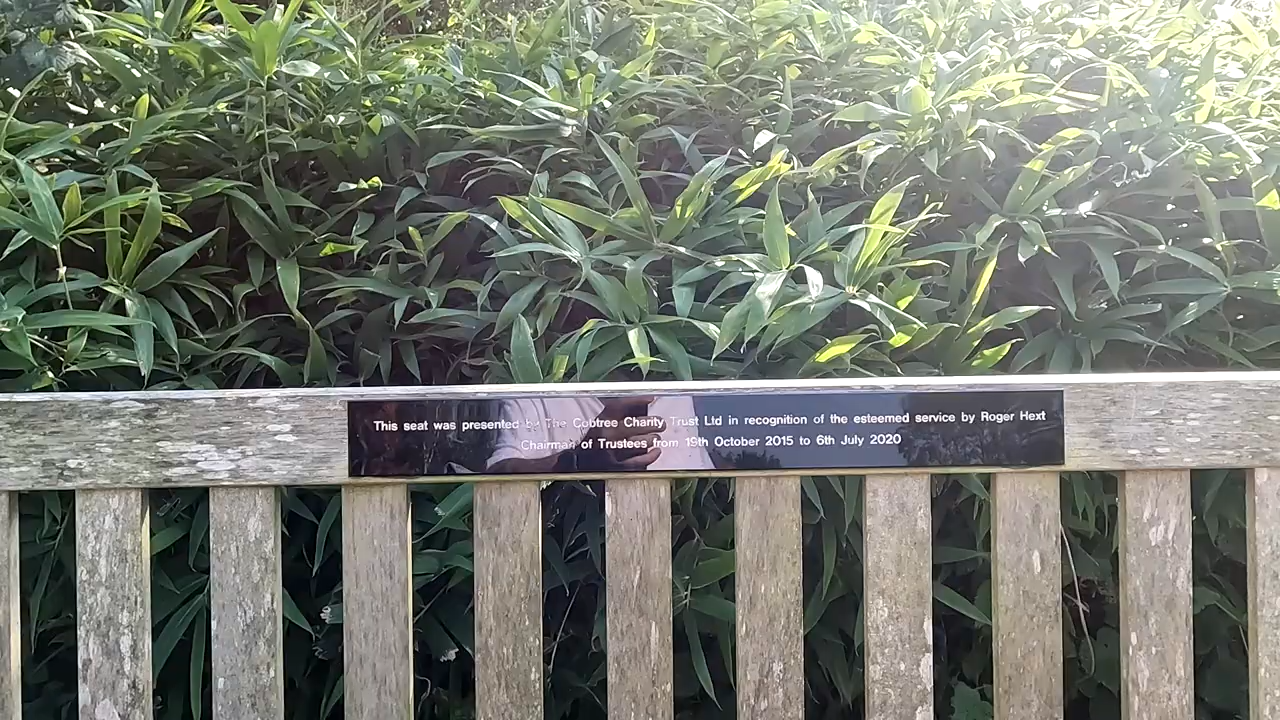 This seat was presented by The Cobtree Charity Trust Ltd in recognition of the esteemed service by Roger Hext
Chairman of Trustees from 19th October 2015 to 6th July 2020